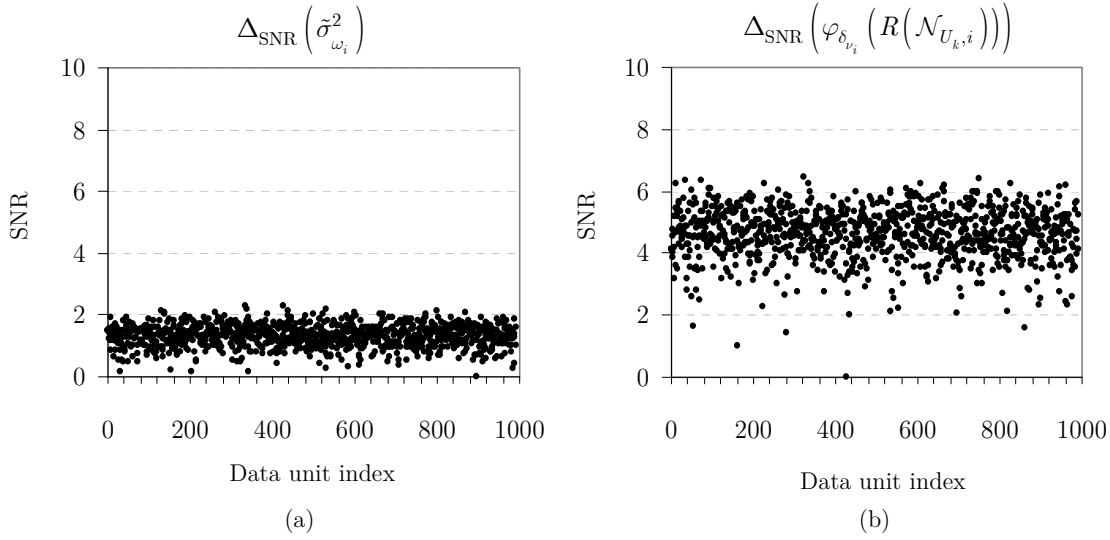 Δ_SNR(σ̃²_ω_i)
10
8
6
4
2
0
SNR
0 200 400 600 800 1000
Data unit index
(a)
Δ_SNR(φ_δ_ν_i(R(𝒩_U_k,i)))
10
8
6
4
2
0
SNR
0 200 400 600 800 1000
Data unit index
(b)